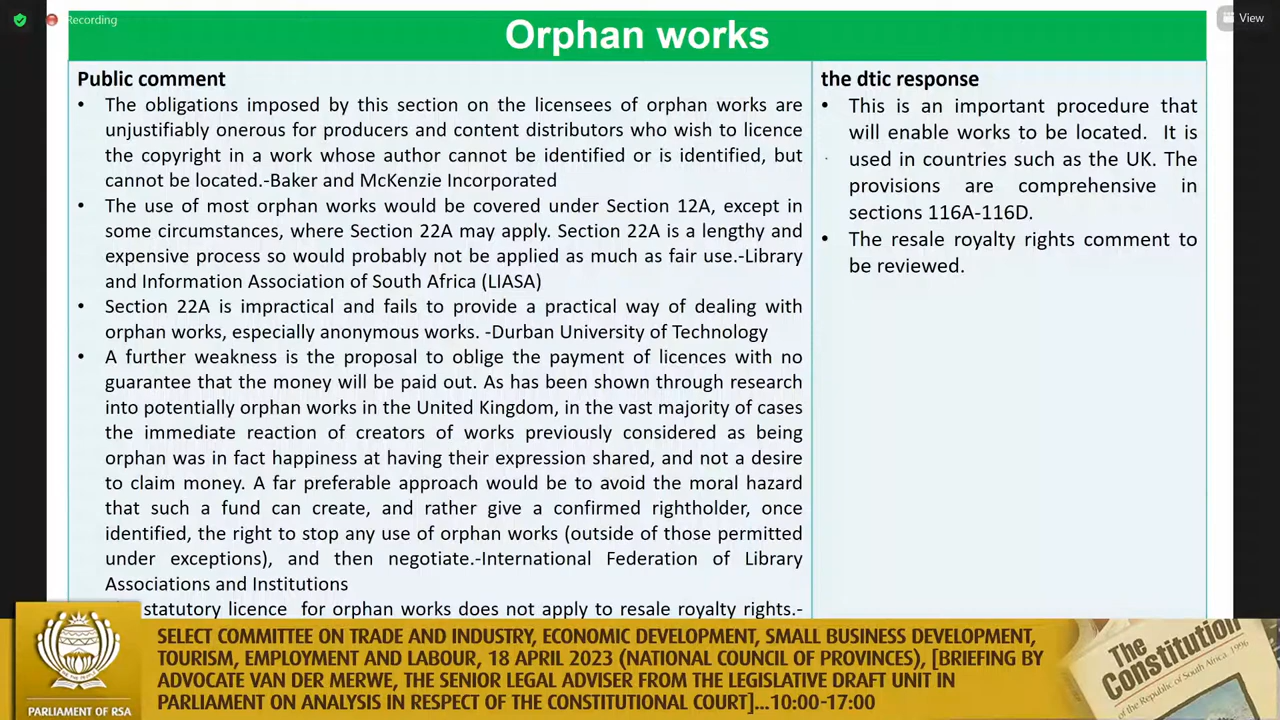 Recording
View
Orphan works
Public comment
• The obligations imposed by this section on the licensees of orphan works are
unjustifiably onerous for producers and content distributors who wish to licence
the copyright in a work whose author cannot be identified or is identified, but
cannot be located.-Baker and McKenzie Incorporated
• The use of most orphan works would be covered under Section 12A, except in
some circumstances, where Section 22A may apply. Section 22A is a lengthy and
expensive process so would probably not be applied as much as fair use.-Library
and Information Association of South Africa (LIASA)
• Section 22A is impractical and fails to provide a practical way of dealing with
orphan works, especially anonymous works. -Durban University of Technology
• A further weakness is the proposal to oblige the payment of licences with no
guarantee that the money will be paid out. As has been shown through research
into potentially orphan works in the United Kingdom, in the vast majority of cases
the immediate reaction of creators of works previously considered as being
orphan was in fact happiness at having their expression shared, and not a desire
to claim money. A far preferable approach would be to avoid the moral hazard
that such a fund can create, and rather give a confirmed rightholder, once
identified, the right to stop any use of orphan works (outside of those permitted
under exceptions), and then negotiate.-International Federation of Library
Associations and Institutions
statutory licence for orphan works does not apply to resale royalty rights.-
the dtic response
• This is an important procedure that
will enable works to be located. It is
used in countries such as the UK. The
provisions are comprehensive in
sections 116A-116D.
• The resale royalty rights comment to
be reviewed.
PARLIAMENT OF RSA
SELECT COMMITTEE ON TRADE AND INDUSTRY, ECONOMIC DEVELOPMENT, SMALL BUSINESS DEVELOPMENT,
TOURISM, EMPLOYMENT AND LABOUR, 18 APRIL 2023 (NATIONAL COUNCIL OF PROVINCES), [BRIEFING BY
ADVOCATE VAN DER MERWE, THE SENIOR LEGAL ADVISER FROM THE LEGISLATIVE DRAFT UNIT IN
PARLIAMENT ON ANALYSIS IN RESPECT OF THE CONSTITUTIONAL COURT]...10:00-17:00
The
Constitution
of the Republic of South Africa, 1996